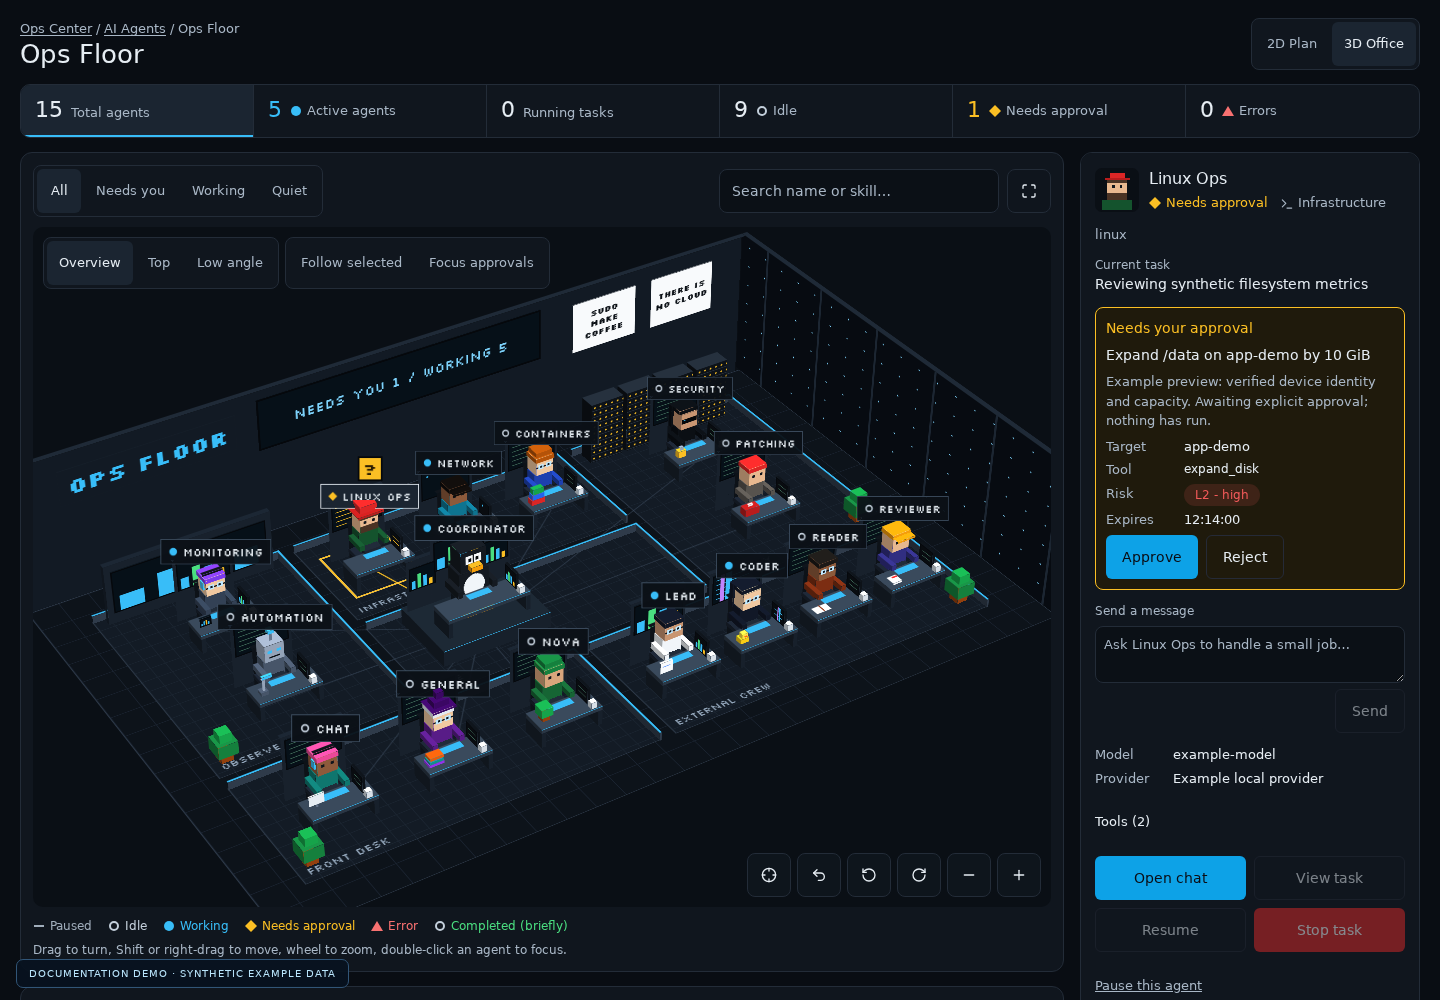 Ops Center / AI Agents / Ops Floor
Ops Floor
2D Plan
3D Office
15 Total agents
5 Active agents
0 Running tasks
9 Idle
1 Needs approval
0 Errors
All
Needs you
Working
Quiet
Search name or skill...
Overview
Top
Low angle
Follow selected
Focus approvals
SUDO
MAKE
COFFEE
THERE IS
NO CLOUD
NEEDS YOU 1 / WORKING 5
OPS FLOOR
SECURITY
CONTAINERS
PATCHING
NETWORK
LINUX OPS
REVIEWER
COORDINATOR
READER
MONITORING
CODER
INFRAST
LEAD
AUTOMATION
NOVA
GENERAL
EXTERNAL CREW
CHAT
OBSERVE
FRONT DESK
Paused
Idle
Working
Needs approval
Error
Completed (briefly)
Drag to turn, Shift or right-drag to move, wheel to zoom, double-click an agent to focus.
DOCUMENTATION DEMO · SYNTHETIC EXAMPLE DATA
Linux Ops
Needs approval
Infrastructure
linux
Current task
Reviewing synthetic filesystem metrics
Needs your approval
Expand /data on app-demo by 10 GiB
Example preview: verified device identity
and capacity. Awaiting explicit approval;
nothing has run.
Target app-demo
Tool expand_disk
Risk L2 - high
Expires 12:14:00
Approve
Reject
Send a message
Ask Linux Ops to handle a small job...
Send
Model example-model
Provider Example local provider
Tools (2)
Open chat
View task
Resume
Stop task
Pause this agent